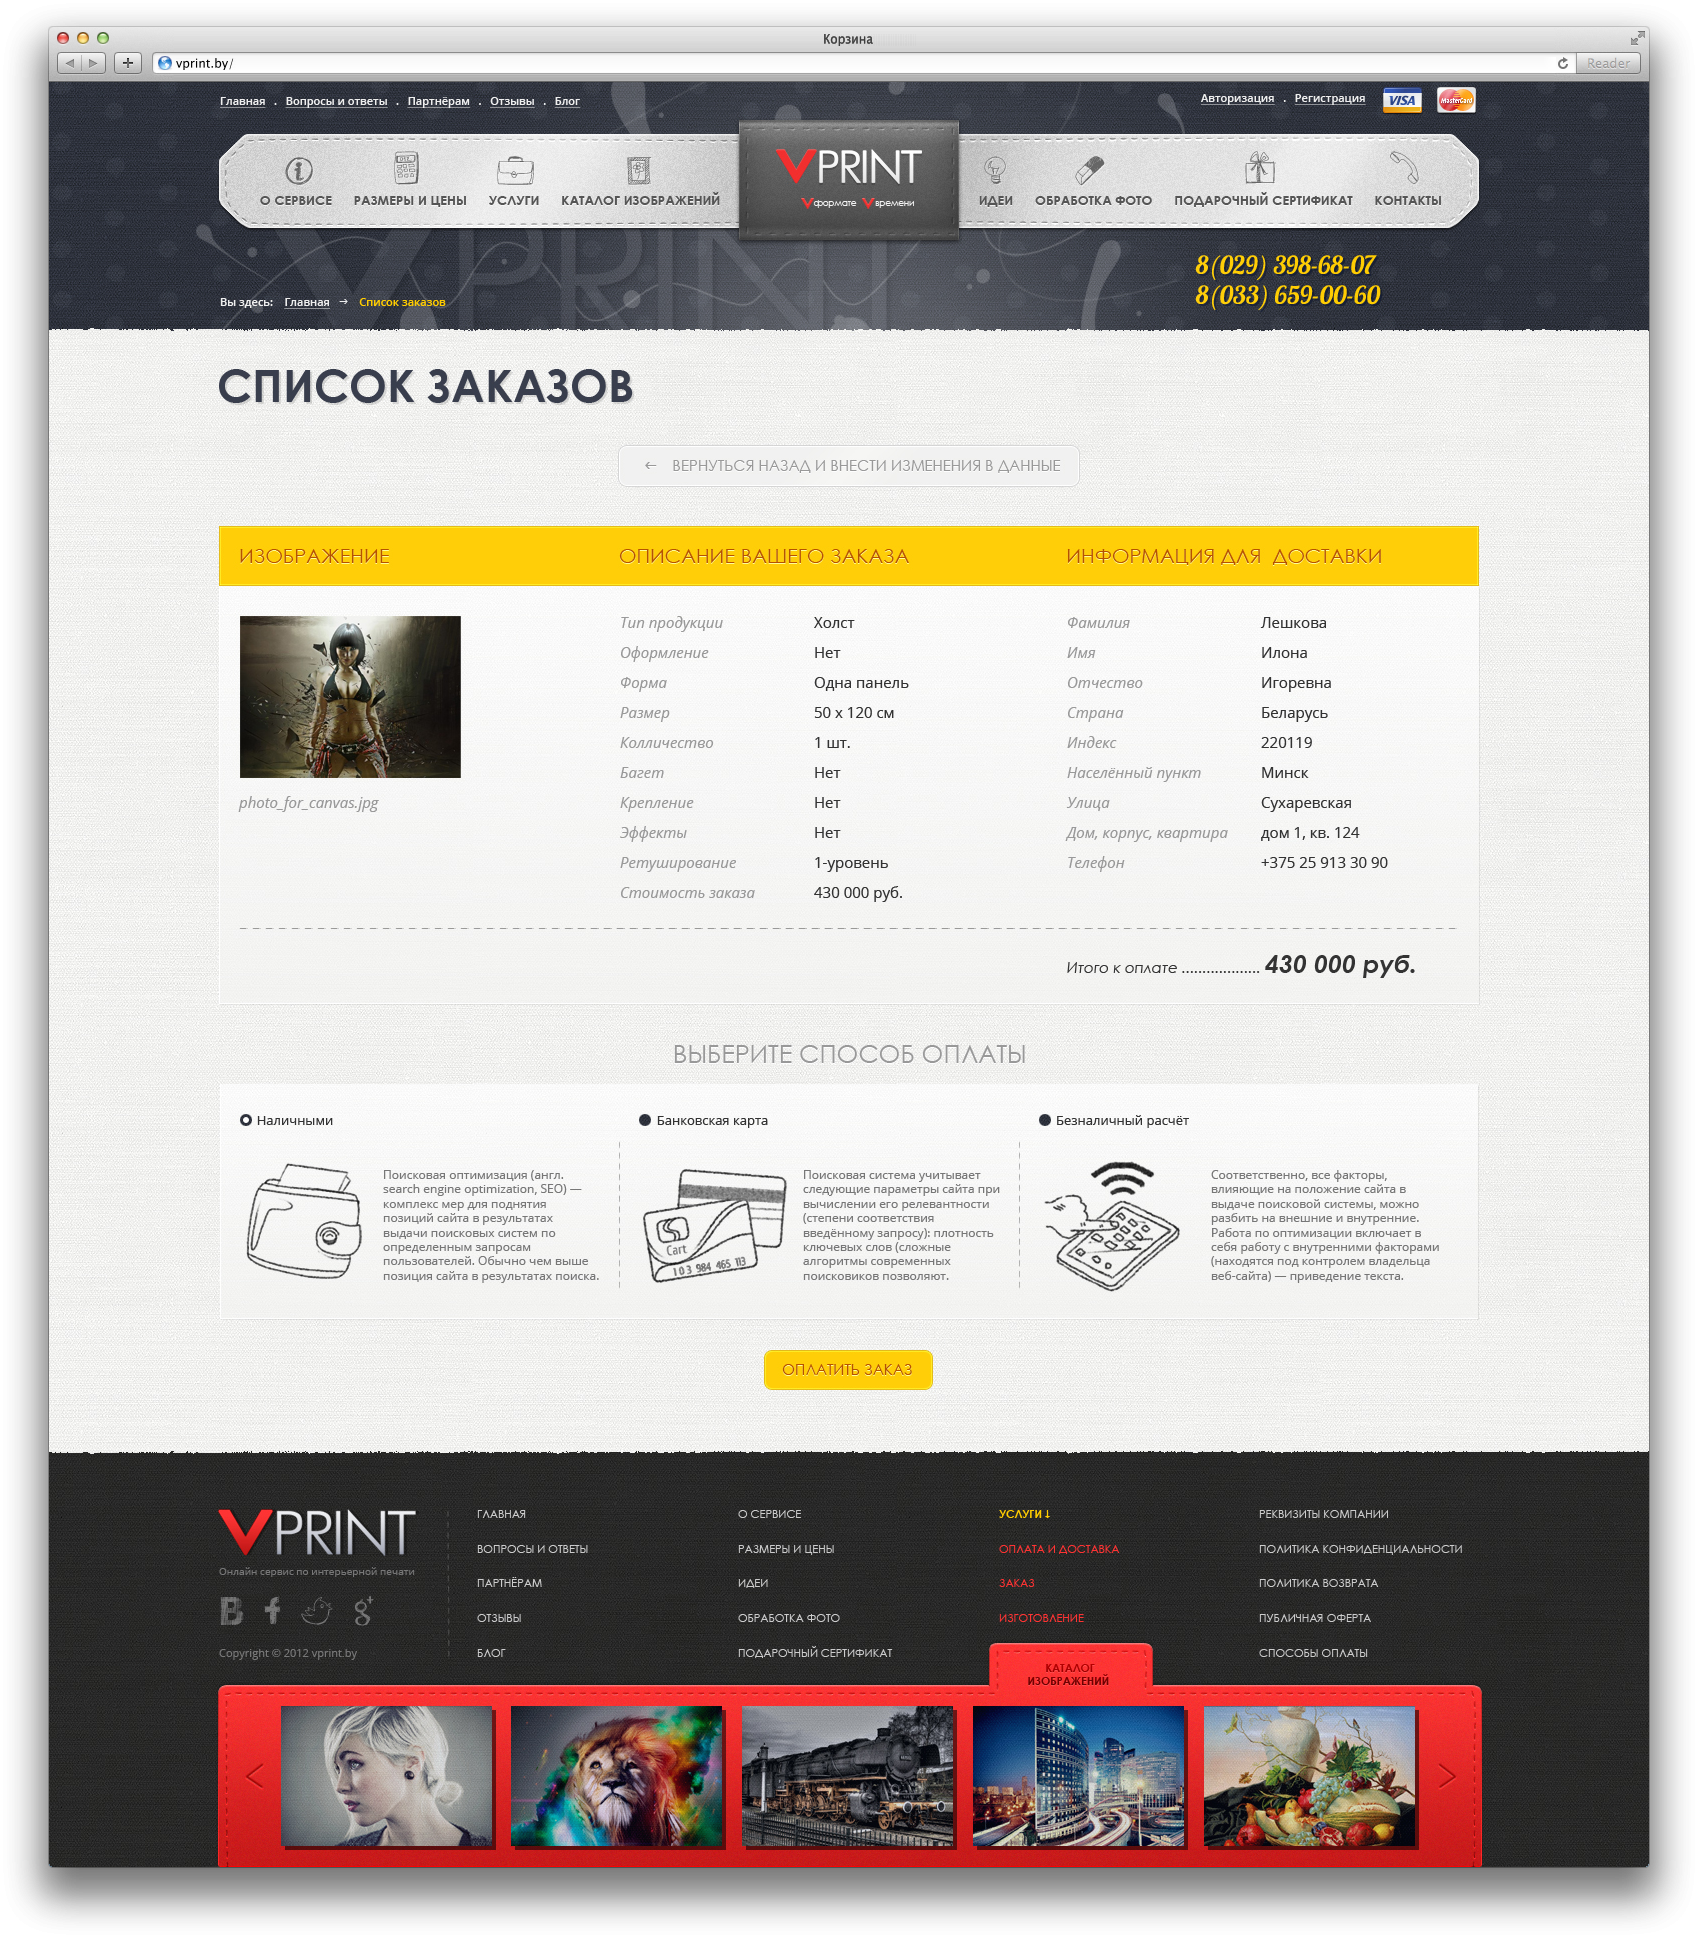 Корзина
vprint.by/
Reader
Главная . Вопросы и ответы . Партнёрам . Отзывы . Блог
Авторизация . Регистрация
VISA
MasterCard
О СЕРВИСЕ
РАЗМЕРЫ И ЦЕНЫ
УСЛУГИ
КАТАЛОГ ИЗОБРАЖЕНИЙ
VPRINT
Vформате Vвремени
ИДЕИ
ОБРАБОТКА ФОТО
ПОДАРОЧНЫЙ СЕРТИФИКАТ
КОНТАКТЫ
VPRINT
8(029) 398-68-07
8(033) 659-00-60
Вы здесь: Главная → Список заказов
СПИСОК ЗАКАЗОВ
← ВЕРНУТЬСЯ НАЗАД И ВНЕСТИ ИЗМЕНЕНИЯ В ДАННЫЕ
ИЗОБРАЖЕНИЕ
photo_for_canvas.jpg
ОПИСАНИЕ ВАШЕГО ЗАКАЗА
Тип продукции Холст
Оформление Нет
Форма Одна панель
Размер 50 x 120 см
Колличество 1 шт.
Багет Нет
Крепление Нет
Эффекты Нет
Ретуширование 1-уровень
Стоимость заказа 430 000 руб.
ИНФОРМАЦИЯ ДЛЯ ДОСТАВКИ
Фамилия Лешкова
Имя Илона
Отчество Игоревна
Страна Беларусь
Индекс 220119
Населённый пункт Минск
Улица Сухаревская
Дом, корпус, квартира дом 1, кв. 124
Телефон +375 25 913 30 90
Итого к оплате ................... 430 000 руб.
ВЫБЕРИТЕ СПОСОБ ОПЛАТЫ
Наличными
Поисковая оптимизация (англ.
search engine optimization, SEO) —
комплекс мер для поднятия
позиций сайта в результатах
выдачи поисковых систем по
определенным запросам
пользователей. Обычно чем выше
позиция сайта в результатах поиска.
Банковская карта
Cart
103 984 465 113
Поисковая система учитывает
следующие параметры сайта при
вычислении его релевантности
(степени соответствия
введённому запросу): плотность
ключевых слов (сложные
алгоритмы современных
поисковиков позволяют.
Безналичный расчёт
Соответственно, все факторы,
влияющие на положение сайта в
выдаче поисковой системы, можно
разбить на внешние и внутренние.
Работа по оптимизации включает в
себя работу с внутренними факторами
(находятся под контролем владельца
веб-сайта) — приведение текста.
ОПЛАТИТЬ ЗАКАЗ
VPRINT
Онлайн сервис по интерьерной печати
Copyright © 2012 vprint.by
ГЛАВНАЯ
ВОПРОСЫ И ОТВЕТЫ
ПАРТНЁРАМ
ОТЗЫВЫ
БЛОГ
О СЕРВИСЕ
РАЗМЕРЫ И ЦЕНЫ
ИДЕИ
ОБРАБОТКА ФОТО
ПОДАРОЧНЫЙ СЕРТИФИКАТ
УСЛУГИ ↓
ОПЛАТА И ДОСТАВКА
ЗАКАЗ
ИЗГОТОВЛЕНИЕ
РЕКВИЗИТЫ КОМПАНИИ
ПОЛИТИКА КОНФИДЕНЦИАЛЬНОСТИ
ПОЛИТИКА ВОЗВРАТА
ПУБЛИЧНАЯ ОФЕРТА
СПОСОБЫ ОПЛАТЫ
КАТАЛОГ
ИЗОБРАЖЕНИЙ